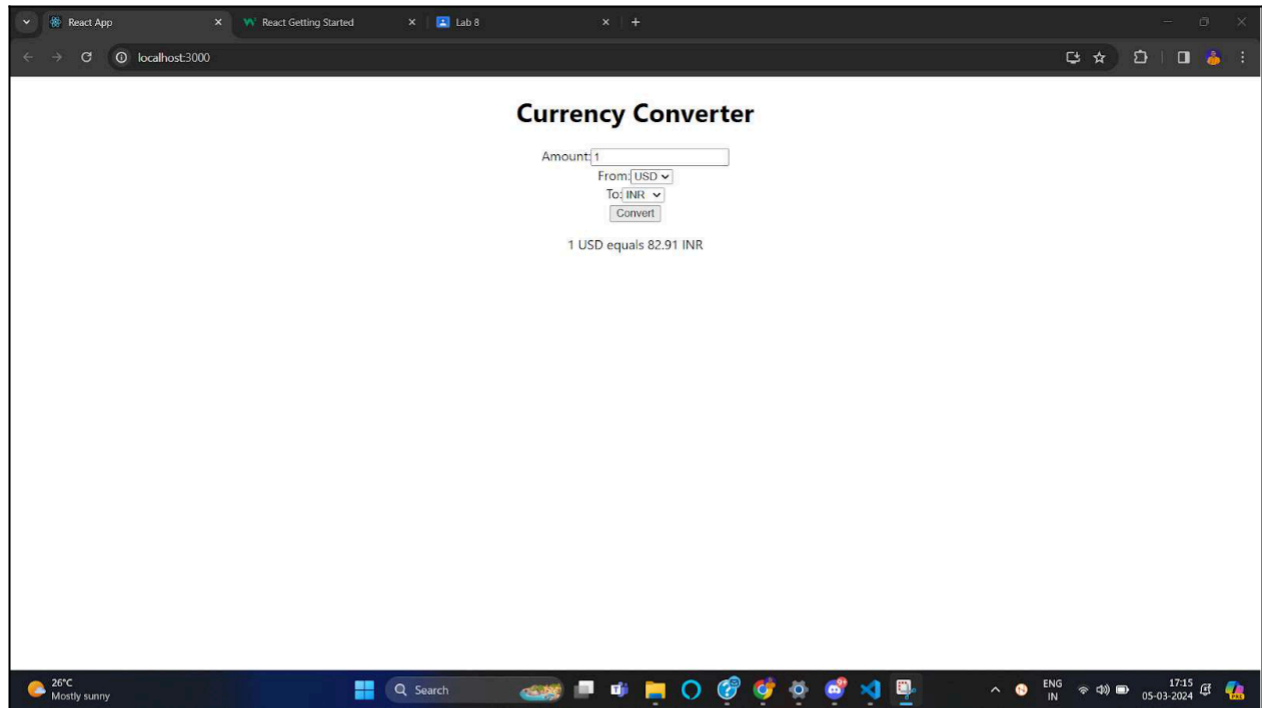 React App
React Getting Started
Lab 8
localhost:3000
Currency Converter
Amount:1
From:USD
To:INR
Convert
1 USD equals 82.91 INR
26°C
Mostly sunny
Search
ENG
IN
17:15
05-03-2024